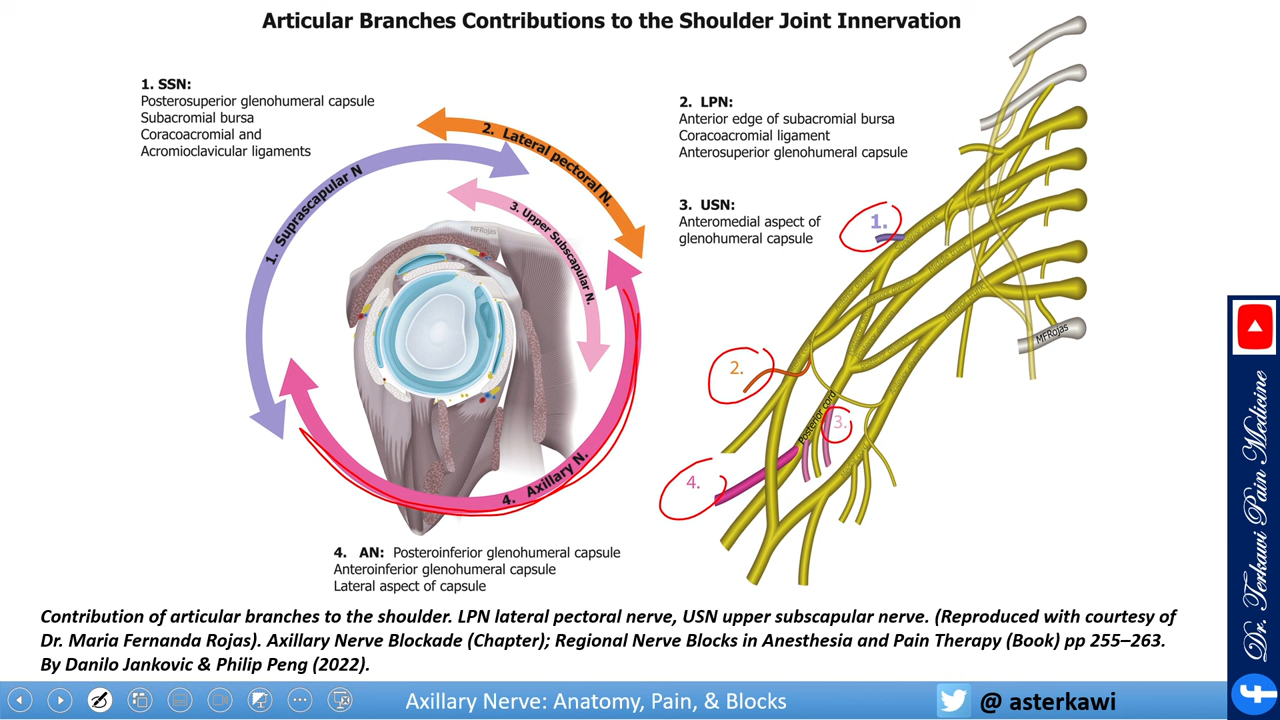 Articular Branches Contributions to the Shoulder Joint Innervation
1. SSN:
Posterosuperior glenohumeral capsule
Subacromial bursa
Coracoacromial and
Acromioclavicular ligaments
2. LPN:
Anterior edge of subacromial bursa
Coracoacromial ligament
Anterosuperior glenohumeral capsule
3. USN:
Anteromedial aspect of
glenohumeral capsule
1. Suprascapular N
2. Lateral pectoral N.
3. Upper Subscapular N.
4. Axillary N.
MFRojas
1.
2.
3.
4.
Posterior cord
MFRojas
4. AN: Posteroinferior glenohumeral capsule
Anteroinferior glenohumeral capsule
Lateral aspect of capsule
Contribution of articular branches to the shoulder. LPN lateral pectoral nerve, USN upper subscapular nerve. (Reproduced with courtesy of
Dr. Maria Fernanda Rojas). Axillary Nerve Blockade (Chapter); Regional Nerve Blocks in Anesthesia and Pain Therapy (Book) pp 255–263.
By Danilo Jankovic & Philip Peng (2022).
Axillary Nerve: Anatomy, Pain, & Blocks
@ asterkawi
Dr. Terkawi Pain Medicine